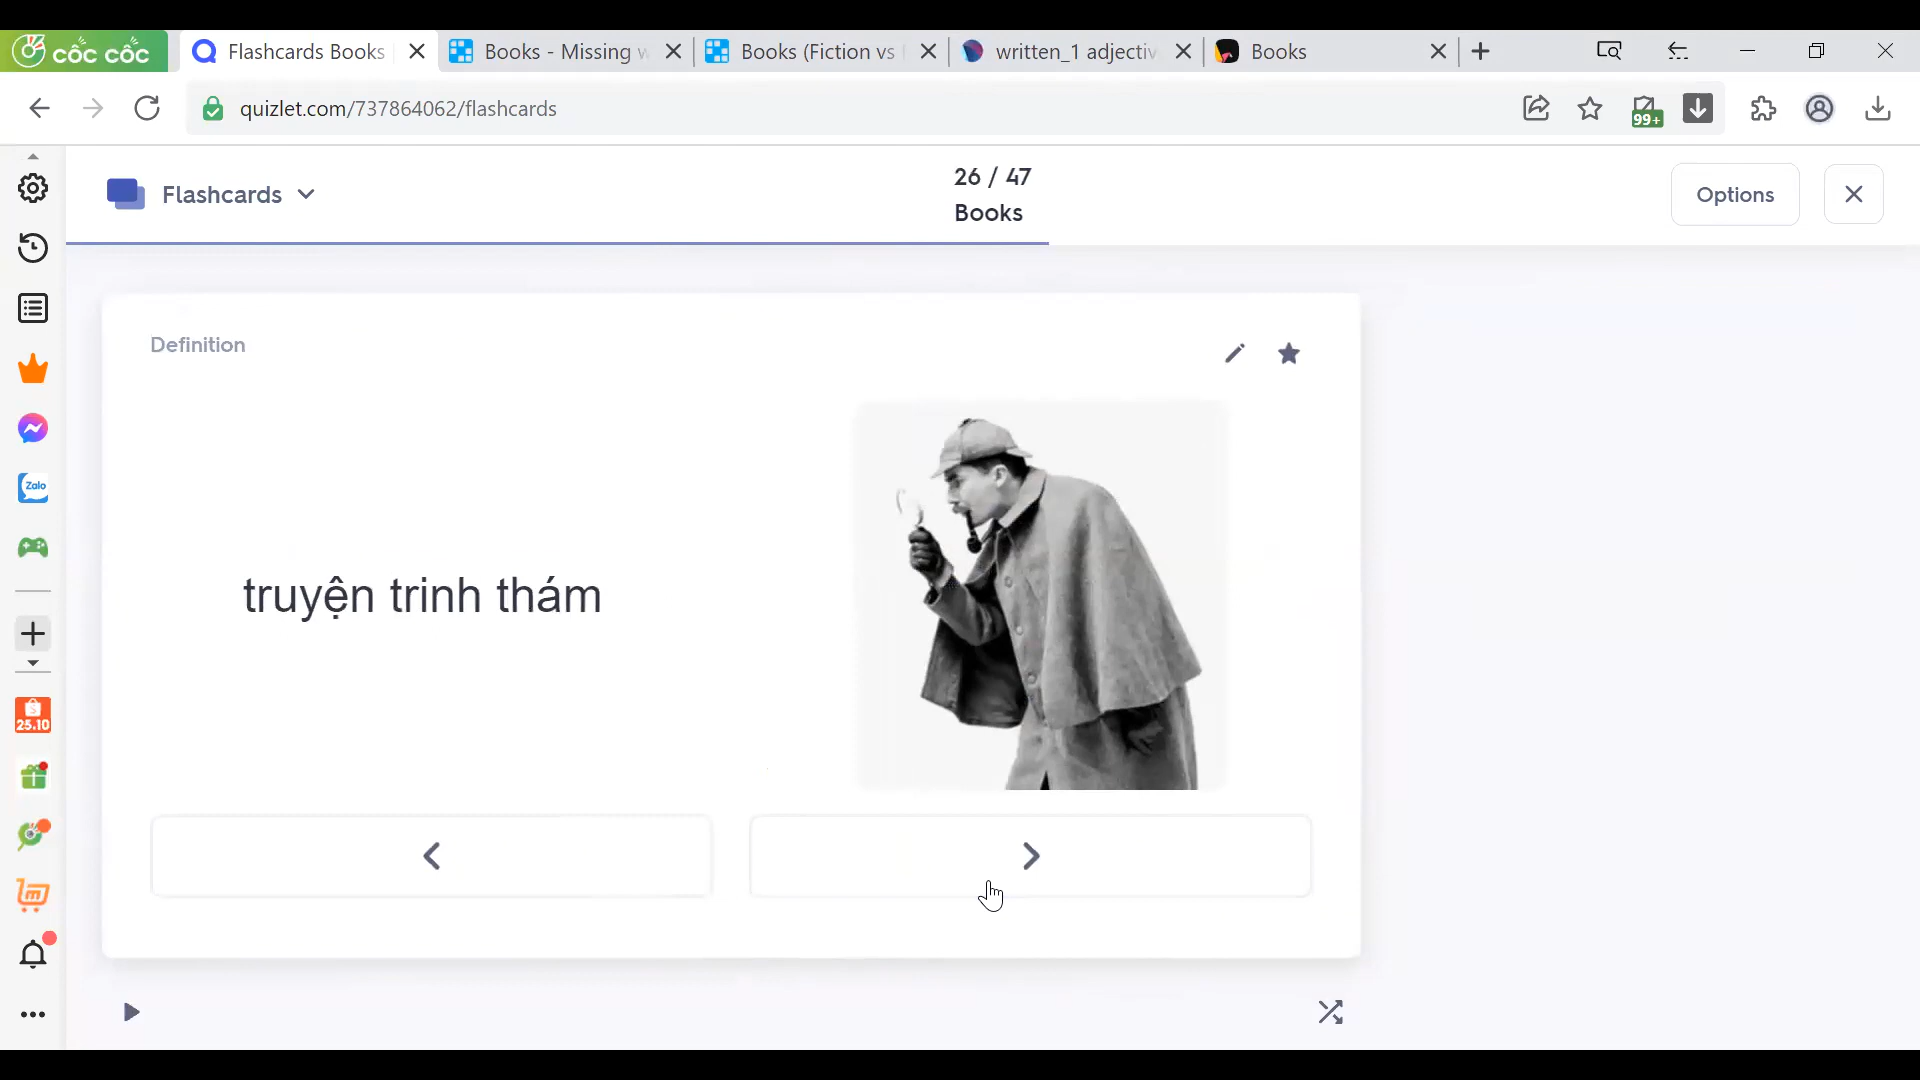 cốc cốc
Flashcards Books
Books - Missing w
Books (Fiction vs
written_1 adjectiv
Books
quizlet.com/737864062/flashcards
99+
Flashcards
26 / 47
Books
Options
Definition
Zalo
truyện trinh thám
25.10